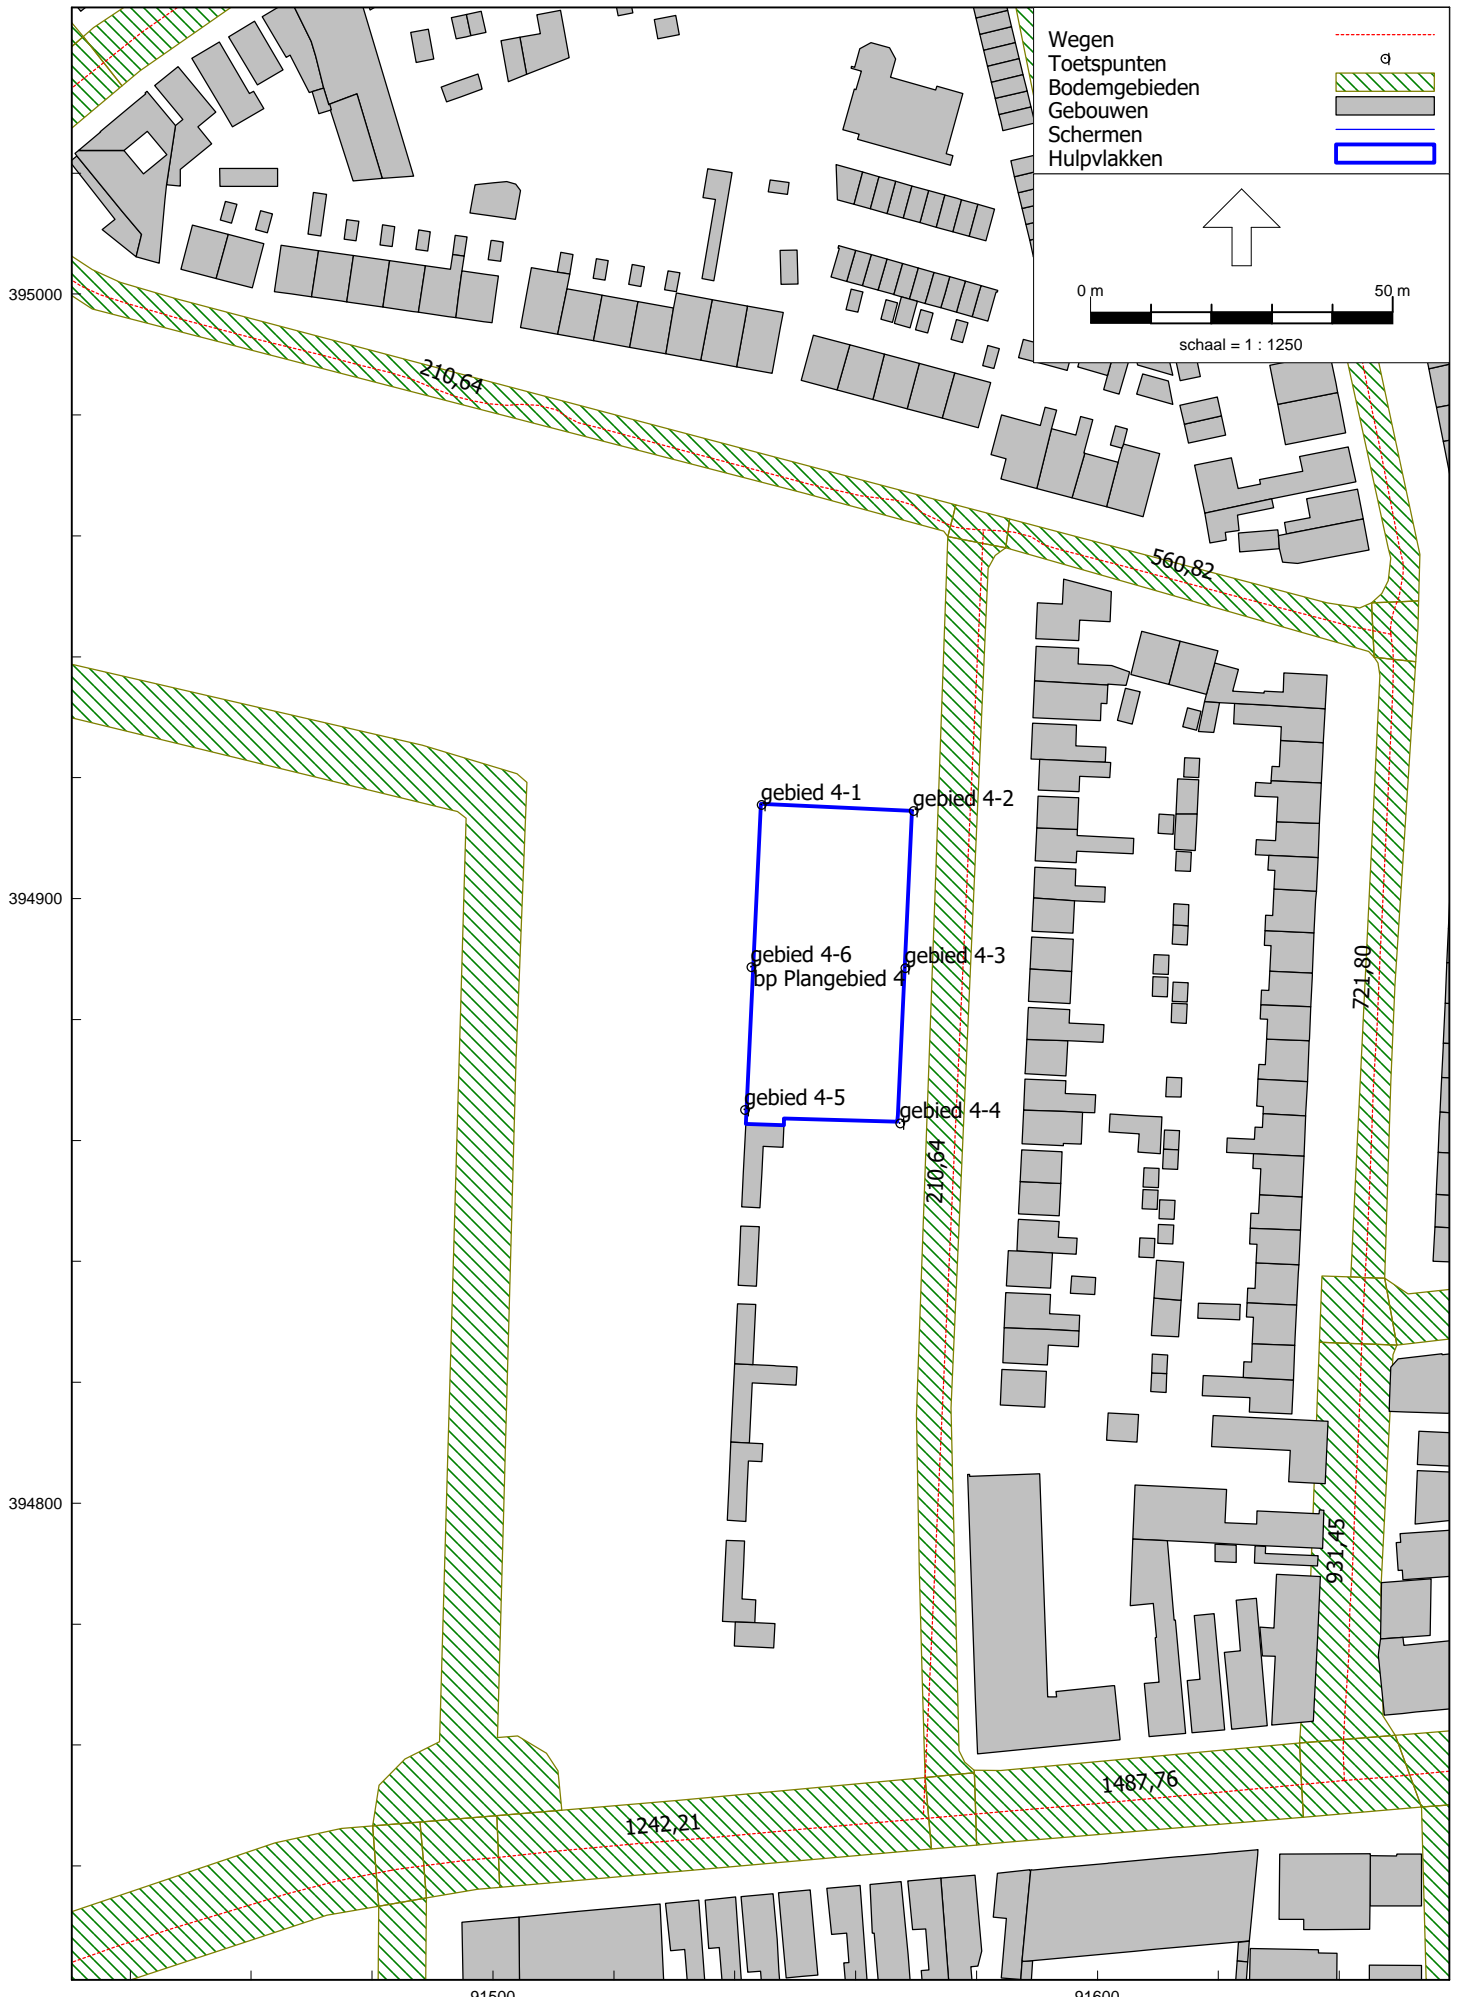 Wegen
Toetspunten
Bodemgebieden
Gebouwen
Schermen
Hulpvlakken
0 m
50 m
schaal = 1 : 1250
395000
210,64
560,82
gebied 4-1
gebied 4-2
394900
gebied 4-6
gebied 4-3
bp Plangebied 4
721,80
gebied 4-5
gebied 4-4
210,64
394800
931,45
1487,76
1242,21
91500
91600